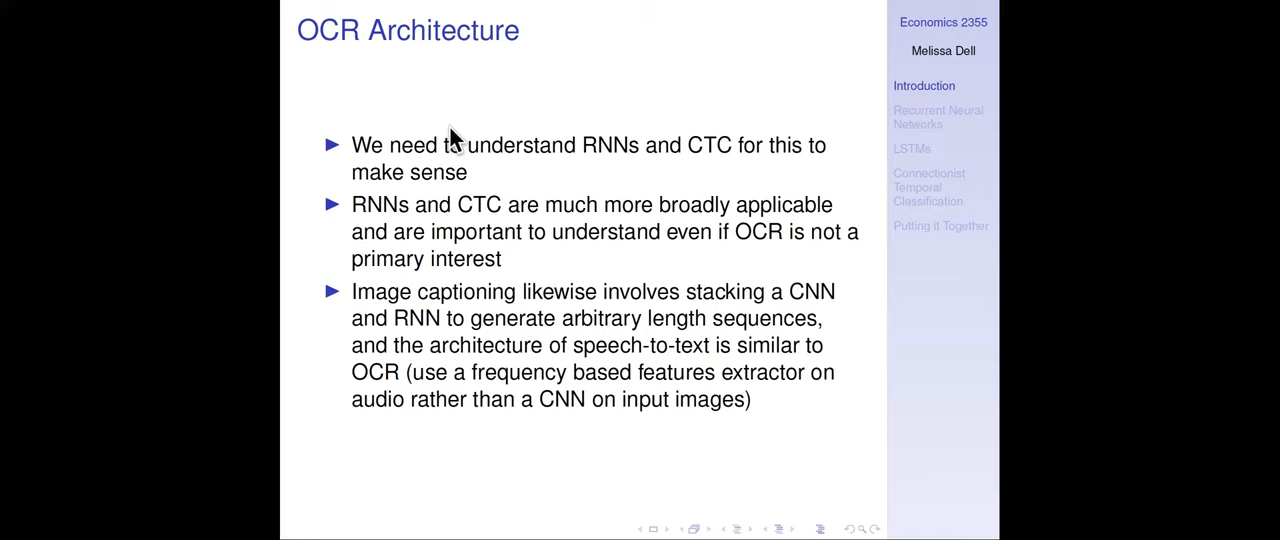 OCR Architecture
We need to understand RNNs and CTC for this to
make sense
RNNs and CTC are much more broadly applicable
and are important to understand even if OCR is not a
primary interest
Image captioning likewise involves stacking a CNN
and RNN to generate arbitrary length sequences,
and the architecture of speech-to-text is similar to
OCR (use a frequency based features extractor on
audio rather than a CNN on input images)
Economics 2355
Melissa Dell
Introduction
Recurrent Neural
Networks
LSTMs
Connectionist
Temporal
Classification
Putting it Together